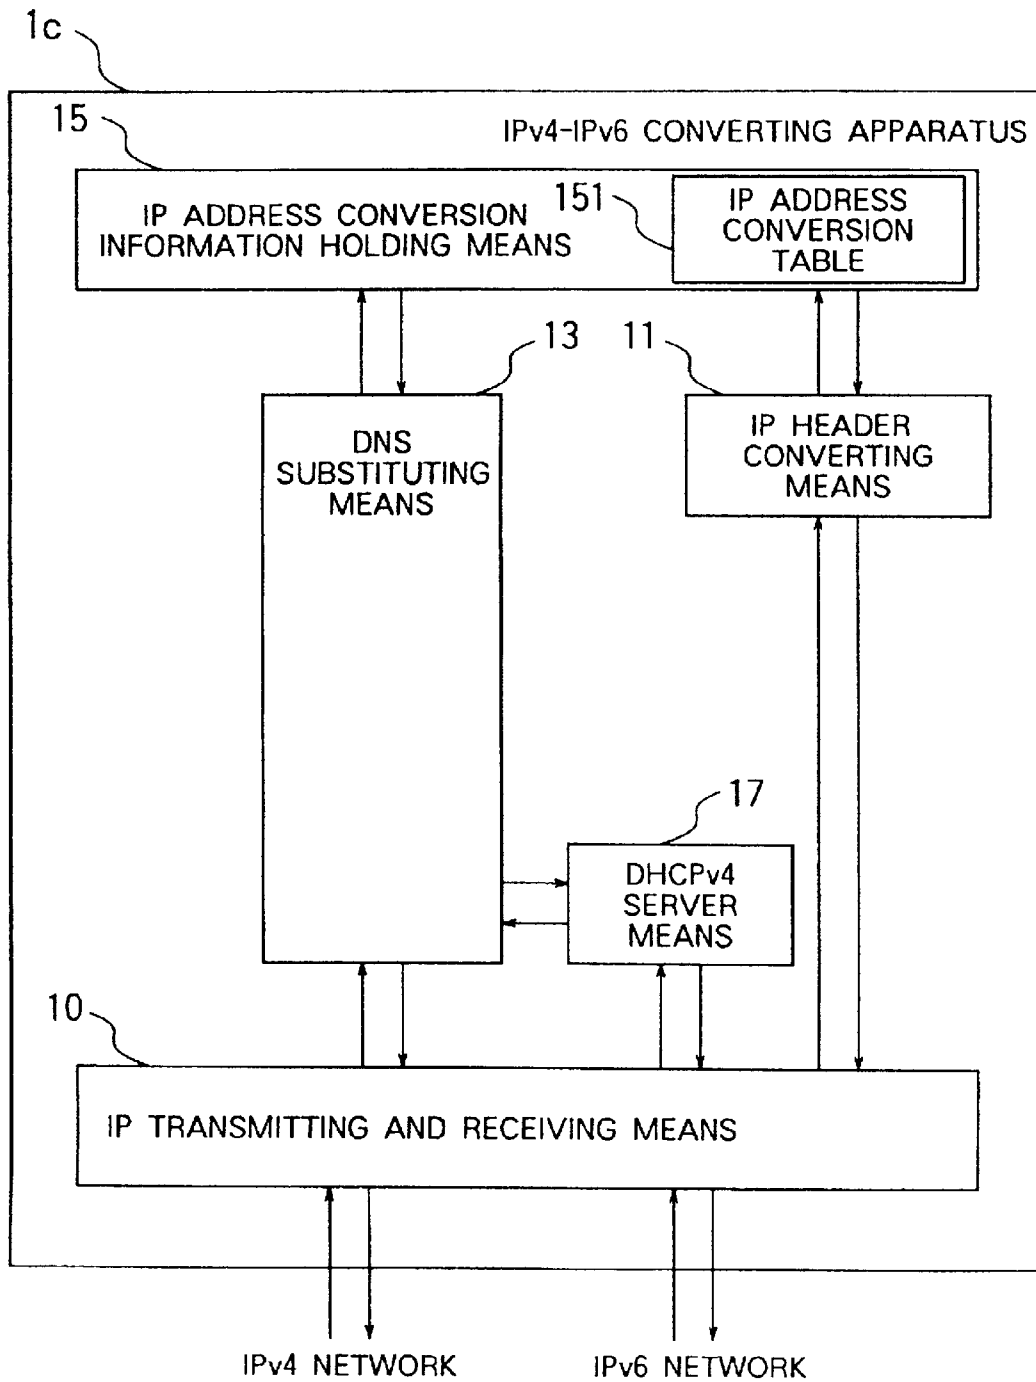 1c
15
IPv4-IPv6 CONVERTING APPARATUS
IP ADDRESS CONVERSION
INFORMATION HOLDING MEANS
151
IP ADDRESS
CONVERSION
TABLE
13
11
DNS
SUBSTITUTING
MEANS
IP HEADER
CONVERTING
MEANS
17
DHCPv4
SERVER
MEANS
10
IP TRANSMITTING AND RECEIVING MEANS
IPv4 NETWORK
IPv6 NETWORK